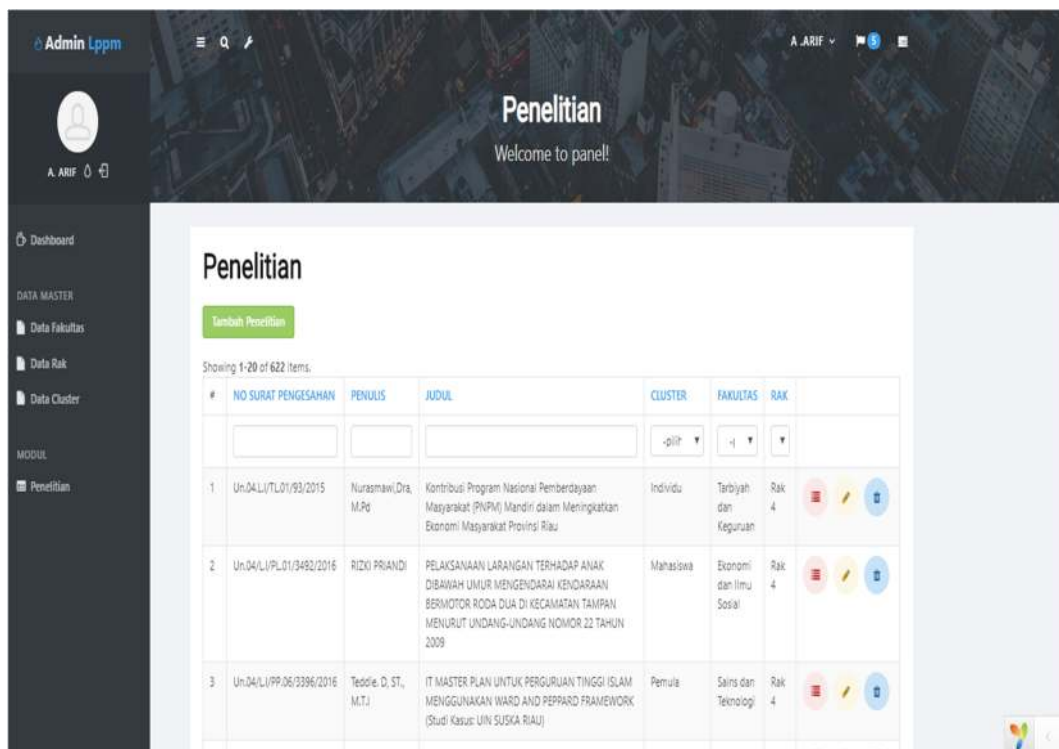 Admin Lppm
A .ARIF
5
Penelitian
Welcome to panel!
A. ARIF
Dashboard
DATA MASTER
Data Fakultas
Data Rak
Data Cluster
MODUL
Penelitian
Penelitian
Tambah Penelitian
Showing 1-20 of 622 items.
# NO SURAT PENGESAHAN PENULIS JUDUL CLUSTER FAKULTAS RAK
-pilih
1 Un.04.L.I/TL.01/93/2015 Nurasmawi,Dra, Kontribusi Program Nasional Pemberdayaan Individu Tarbiyah Rak
M.Pd Masyarakat (PNPM) Mandiri dalam Meningkatkan dan 4
Ekonomi Masyarakat Provinsi Riau Keguruan
2 Un.04/L.I/PL.01/3492/2016 RIZKI PRIANDI PELAKSANAAN LARANGAN TERHADAP ANAK Mahasiswa Ekonomi Rak
DIBAWAH UMUR MENGENDARAI KENDARAAN dan Ilmu 4
BERMOTOR RODA DUA DI KECAMATAN TAMPAN Sosial
MENURUT UNDANG-UNDANG NOMOR 22 TAHUN
2009
3 Un.04/L.I/PP.06/3396/2016 Teddie. D, ST., IT MASTER PLAN UNTUK PERGURUAN TINGGI ISLAM Pemula Sains dan Rak
M.T.I MENGGUNAKAN WARD AND PEPPARD FRAMEWORK Teknologi 4
(Studi Kasus: UIN SUSKA RIAU)